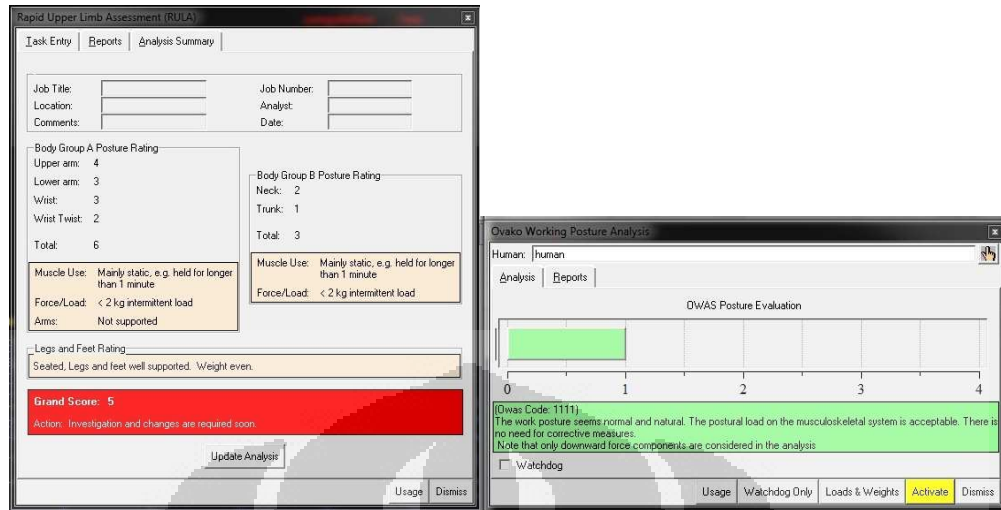 Rapid Upper Limb Assessment (RULA)
x
Task Entry Reports Analysis Summary
Job Title: Job Number:
Location: Analyst:
Comments: Date:
Body Group A Posture Rating
Upper arm: 4
Lower arm: 3
Wrist: 3
Wrist Twist: 2
Total: 6
Muscle Use: Mainly static, e.g. held for longer
than 1 minute
Force/Load: < 2 kg intermittent load
Arms: Not supported
Body Group B Posture Rating
Neck: 2
Trunk: 1
Total: 3
Muscle Use: Mainly static, e.g. held for longer
than 1 minute
Force/Load: < 2 kg intermittent load
Legs and Feet Rating
Seated, Legs and feet well supported. Weight even.
Grand Score: 5
Action: Investigation and changes are required soon.
Update Analysis
Usage Dismiss
Ovako Working Posture Analysis
x
Human: human
Analysis Reports
OWAS Posture Evaluation
0 1 2 3 4
(Owas Code: 1111)
The work posture seems normal and natural. The postural load on the musculoskeletal system is acceptable. There is
no need for corrective measures.
Note that only downward force components are considered in the analysis
Watchdog
Usage Watchdog Only Loads & Weights Activate Dismiss